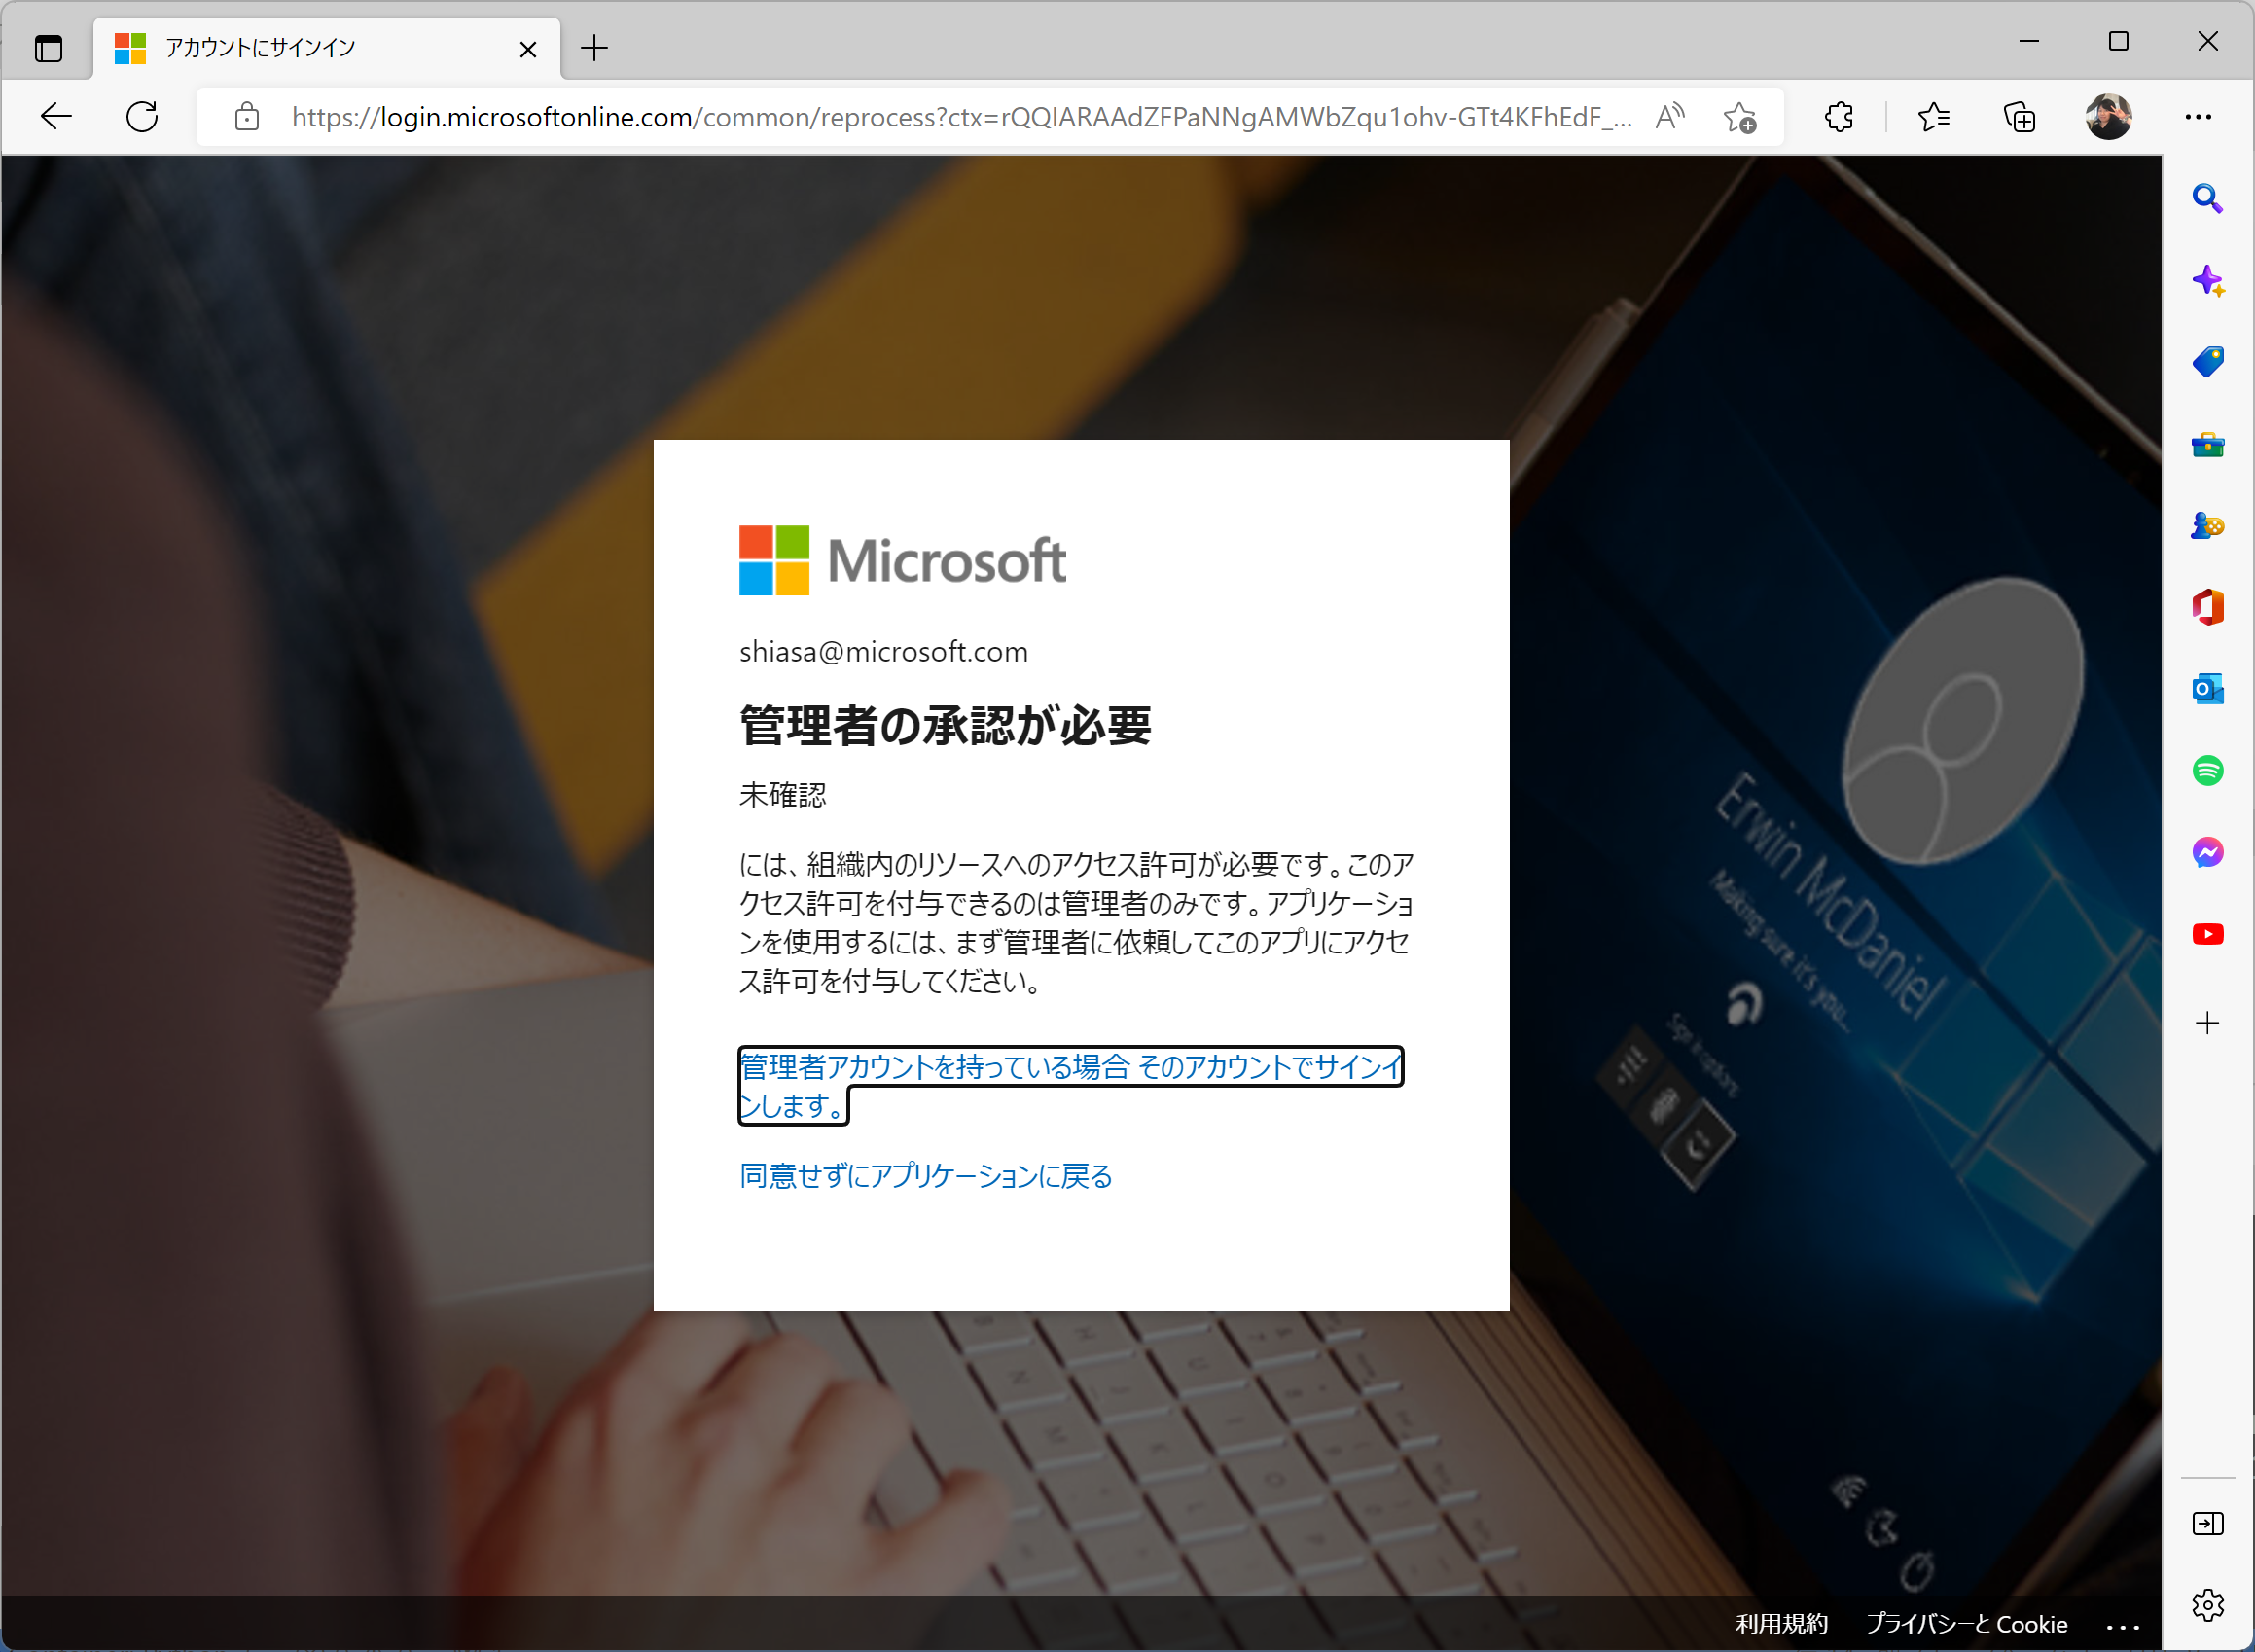 アカウントにサインイン
https://login.microsoftonline.com/common/reprocess?ctx=rQQIARAAdZFPaNNgAMWbZqu1ohv-GTt4KFhEdF_...
Microsoft
shiasa@microsoft.com
管理者の承認が必要
未確認
には、組織内のリソースへのアクセス許可が必要です。このア
クセス許可を付与できるのは管理者のみです。アプリケーショ
ンを使用するには、まず管理者に依頼してこのアプリにアクセ
ス許可を付与してください。
管理者アカウントを持っている場合 そのアカウントでサインイ
ンします。
同意せずにアプリケーションに戻る
Erwin McDaniel
Making sure it's you...
Sign in options
利用規約 プライバシーと Cookie ...